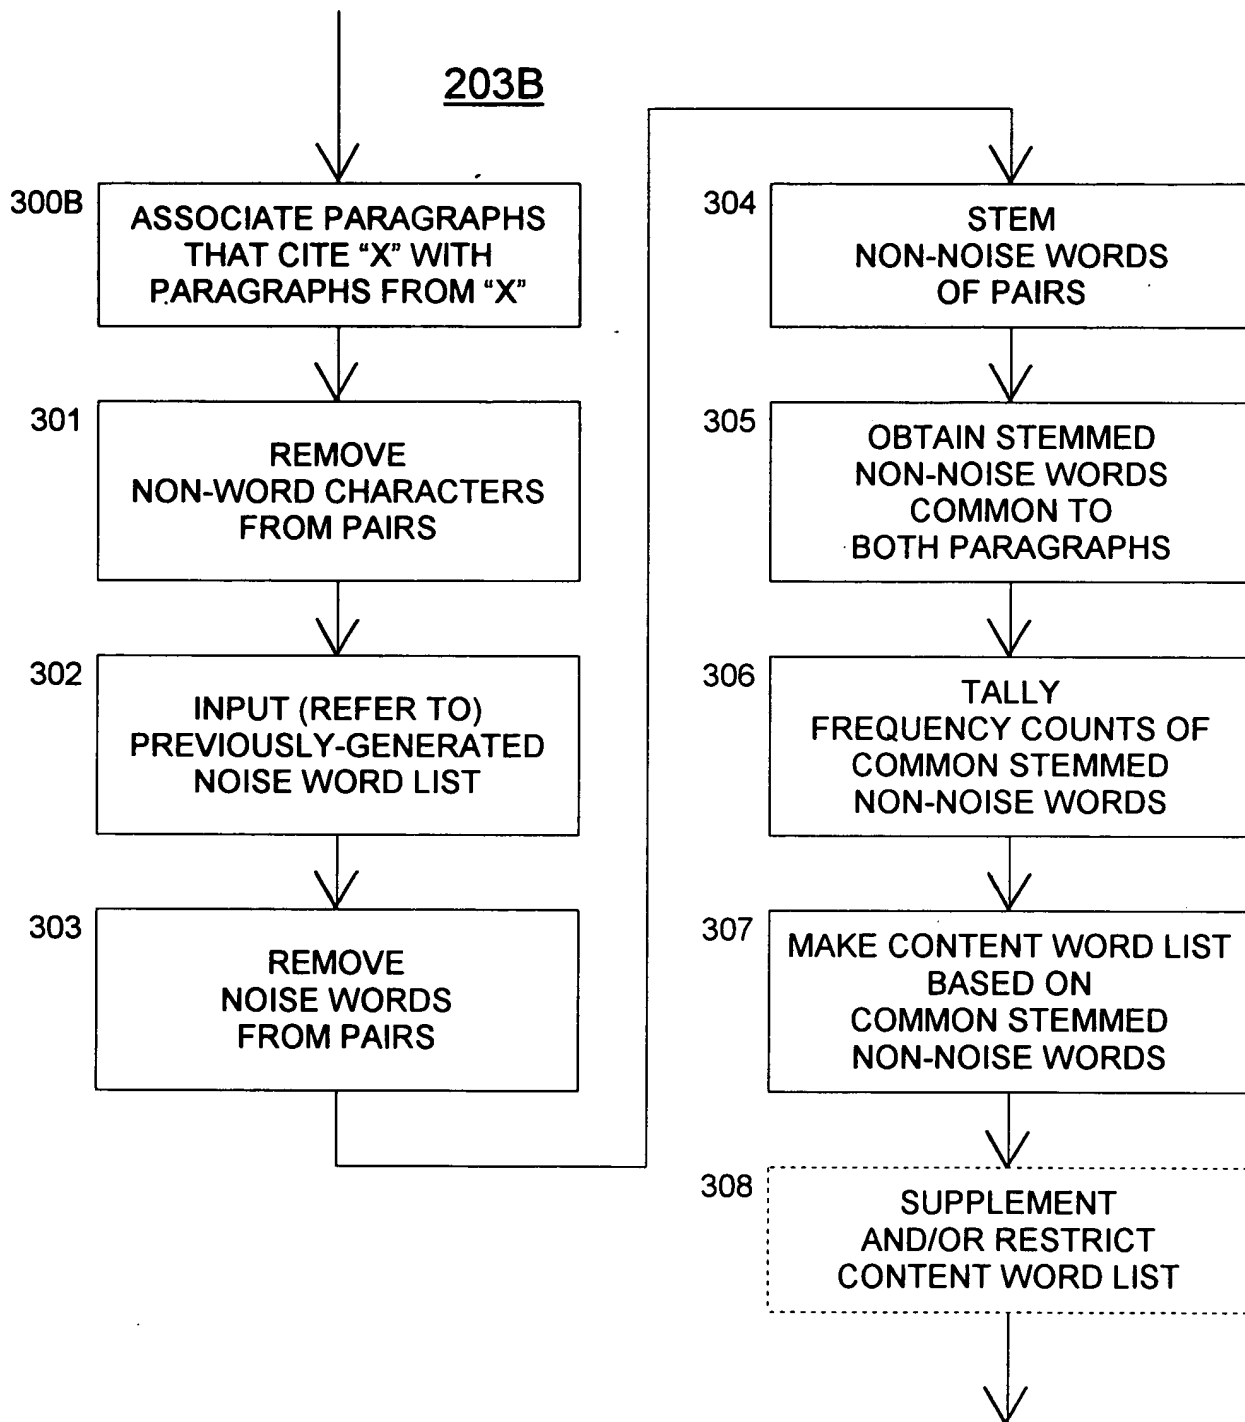 203B
300B
ASSOCIATE PARAGRAPHS
THAT CITE “X” WITH
PARAGRAPHS FROM “X”
301
REMOVE
NON-WORD CHARACTERS
FROM PAIRS
302
INPUT (REFER TO)
PREVIOUSLY-GENERATED
NOISE WORD LIST
303
REMOVE
NOISE WORDS
FROM PAIRS
304
STEM
NON-NOISE WORDS
OF PAIRS
305
OBTAIN STEMMED
NON-NOISE WORDS
COMMON TO
BOTH PARAGRAPHS
306
TALLY
FREQUENCY COUNTS OF
COMMON STEMMED
NON-NOISE WORDS
307
MAKE CONTENT WORD LIST
BASED ON
COMMON STEMMED
NON-NOISE WORDS
308
SUPPLEMENT
AND/OR RESTRICT
CONTENT WORD LIST